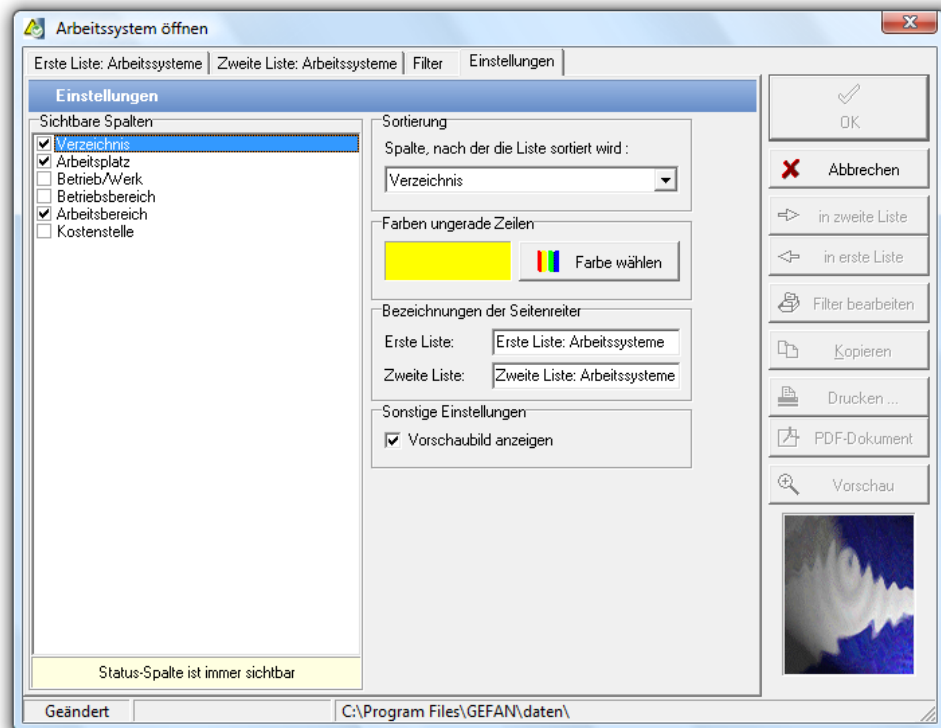 Arbeitssystem öffnen
Erste Liste: Arbeitssysteme
Zweite Liste: Arbeitssysteme
Filter
Einstellungen
Einstellungen
Sichtbare Spalten
Verzeichnis
Arbeitsplatz
Betrieb/Werk
Betriebsbereich
Arbeitsbereich
Kostenstelle
Status-Spalte ist immer sichtbar
Sortierung
Spalte, nach der die Liste sortiert wird :
Verzeichnis
Farben ungerade Zeilen
Farbe wählen
Bezeichnungen der Seitenreiter
Erste Liste:
Erste Liste: Arbeitssysteme
Zweite Liste:
Zweite Liste: Arbeitssysteme
Sonstige Einstellungen
Vorschaubild anzeigen
OK
Abbrechen
in zweite Liste
in erste Liste
Filter bearbeiten
Kopieren
Drucken ...
PDF-Dokument
Vorschau
Geändert
C:\Program Files\GEFAN\daten\